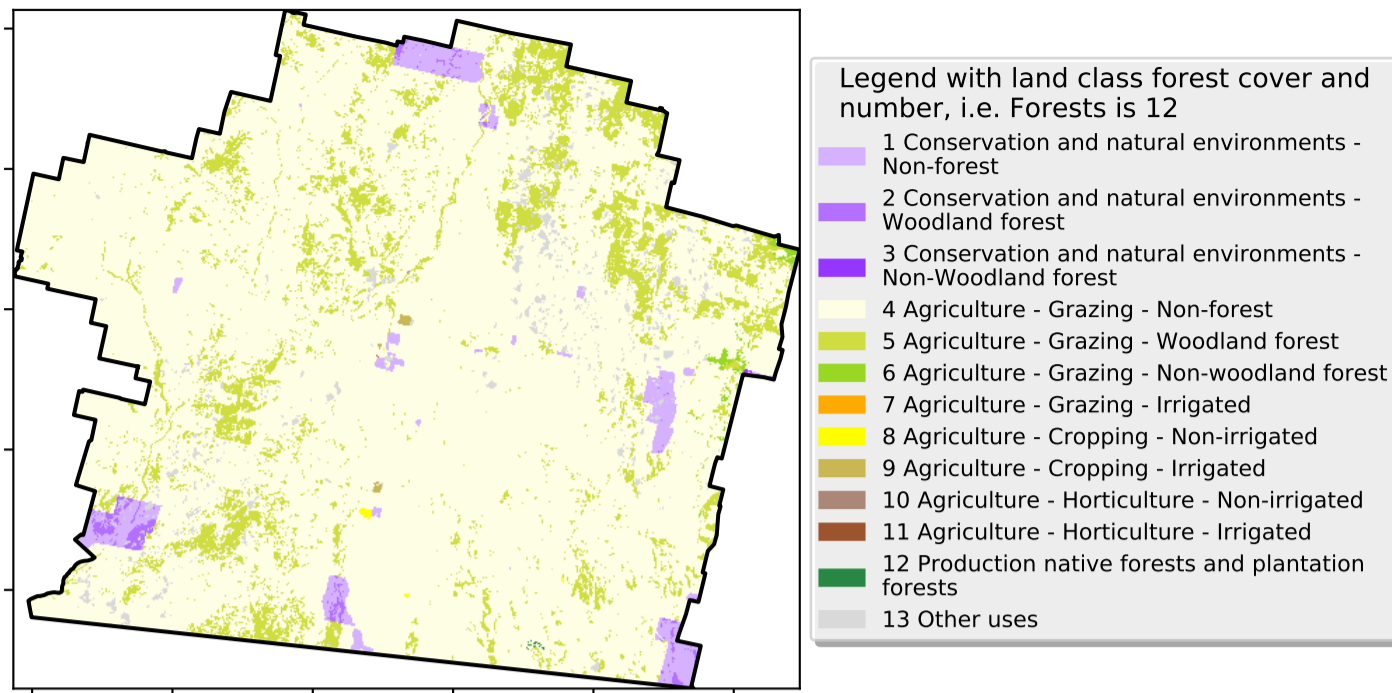 Legend with land class forest cover and
number, i.e. Forests is 12
1 Conservation and natural environments -
Non-forest
2 Conservation and natural environments -
Woodland forest
3 Conservation and natural environments -
Non-Woodland forest
4 Agriculture - Grazing - Non-forest
5 Agriculture - Grazing - Woodland forest
6 Agriculture - Grazing - Non-woodland forest
7 Agriculture - Grazing - Irrigated
8 Agriculture - Cropping - Non-irrigated
9 Agriculture - Cropping - Irrigated
10 Agriculture - Horticulture - Non-irrigated
11 Agriculture - Horticulture - Irrigated
12 Production native forests and plantation
forests
13 Other uses